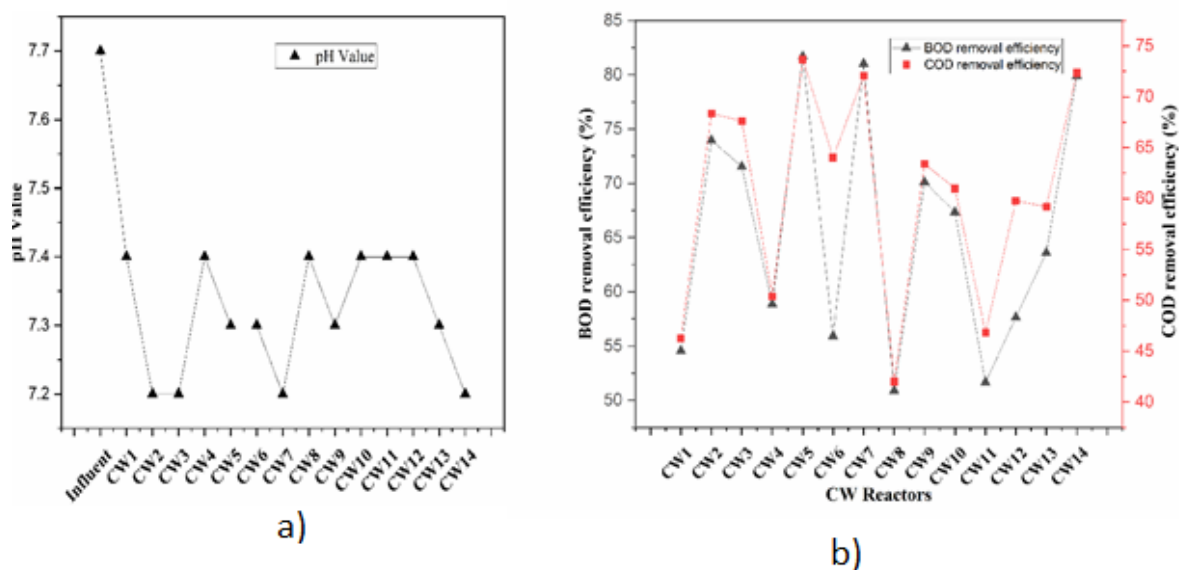 pH Value
7.7
7.6
7.5
7.4
7.3
7.2
pH Value
Influent
CW1
CW2
CW3
CW4
CW5
CW6
CW7
CW8
CW9
CW10
CW11
CW12
CW13
CW14
a)
BOD removal efficiency
COD removal efficiency
BOD removal efficiency (%)
85
80
75
70
65
60
55
50
COD removal efficiency (%)
75
70
65
60
55
50
45
40
CW1
CW2
CW3
CW4
CW5
CW6
CW7
CW8
CW9
CW10
CW11
CW12
CW13
CW14
CW Reactors
b)